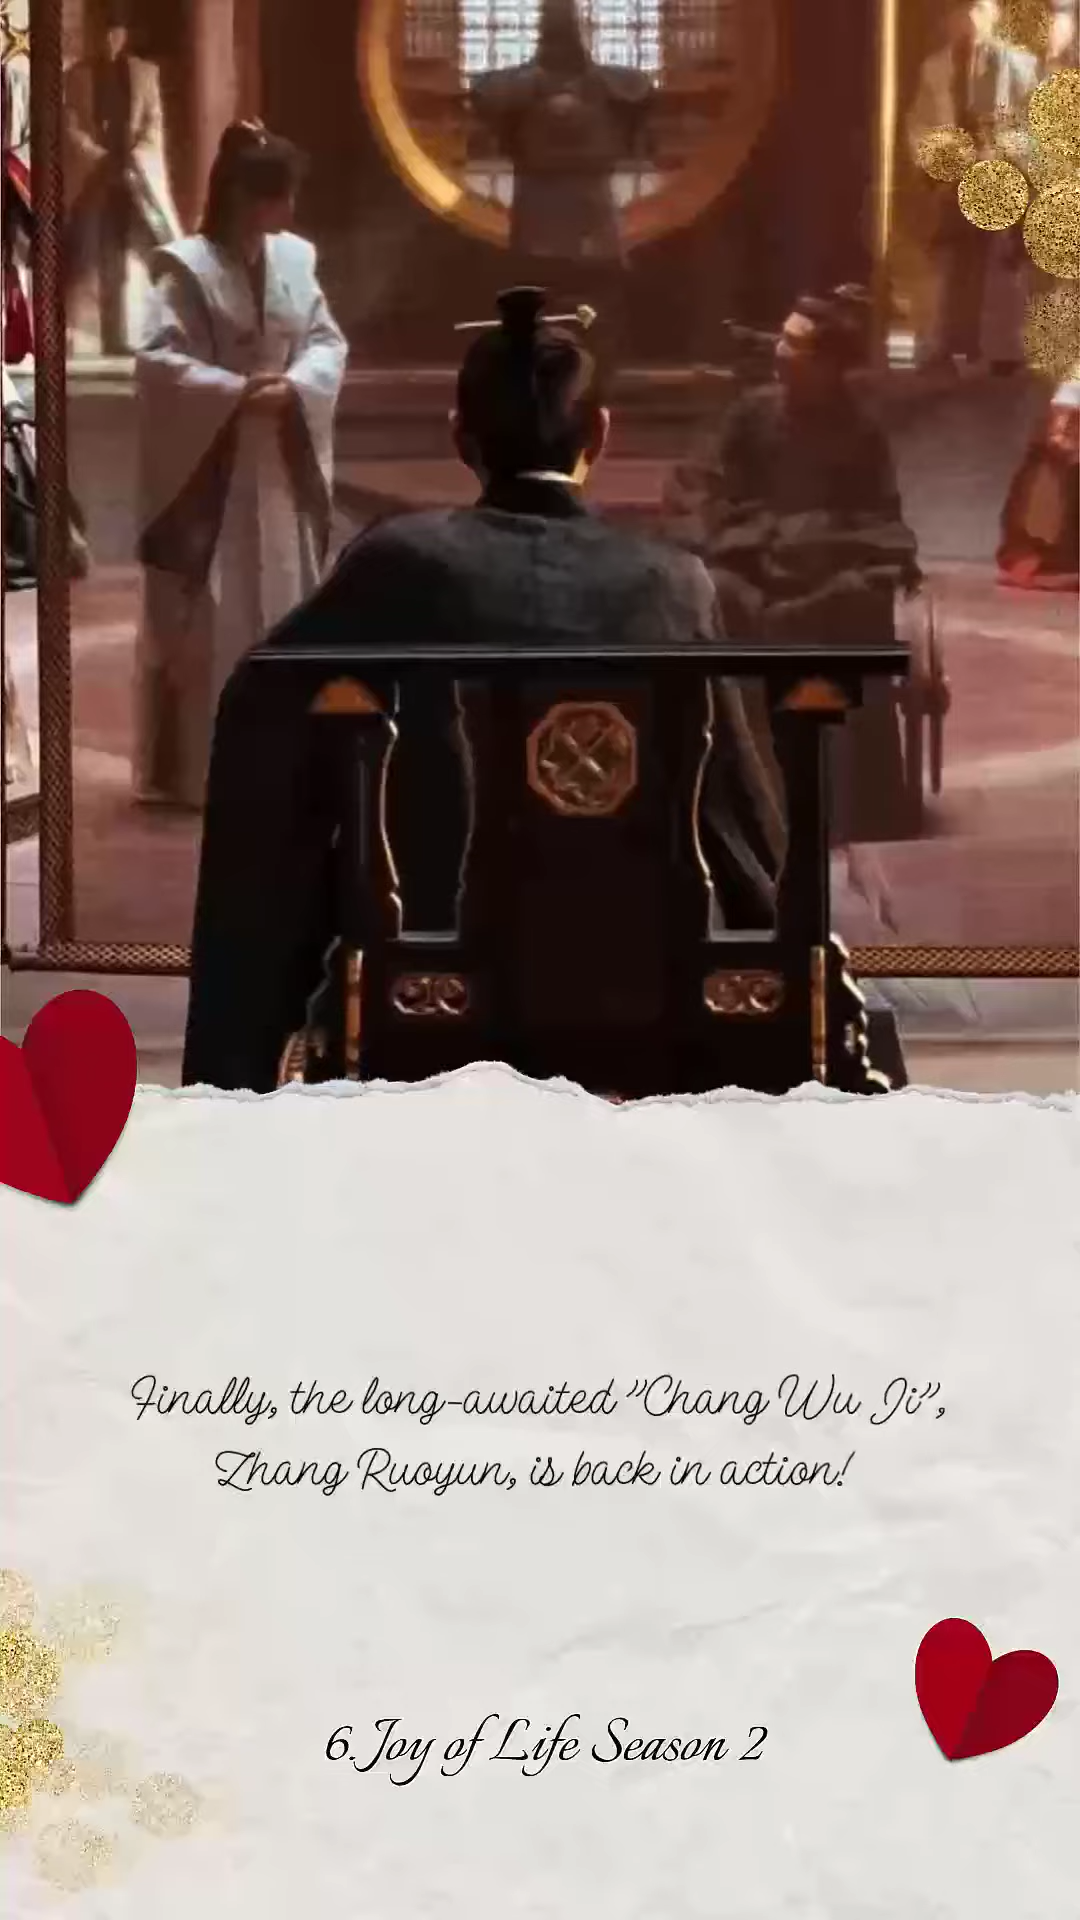 Finally, the long-awaited "Chang Wu Ji",
Zhang Ruoyun, is back in action!
6. Joy of Life Season 2